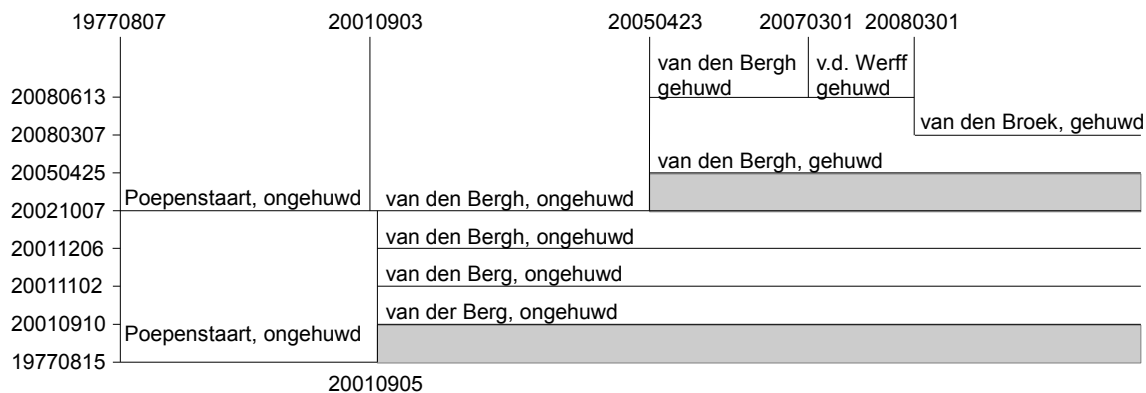 19770807 20010903 20050423 20070301 20080301
van den Bergh v.d. Werff
gehuwd gehuwd
20080613
van den Broek, gehuwd
20080307
van den Bergh, gehuwd
20050425
Poepenstaart, ongehuwd van den Bergh, ongehuwd
20021007
van den Bergh, ongehuwd
20011206
van den Berg, ongehuwd
20011102
van der Berg, ongehuwd
20010910
Poepenstaart, ongehuwd
19770815
20010905